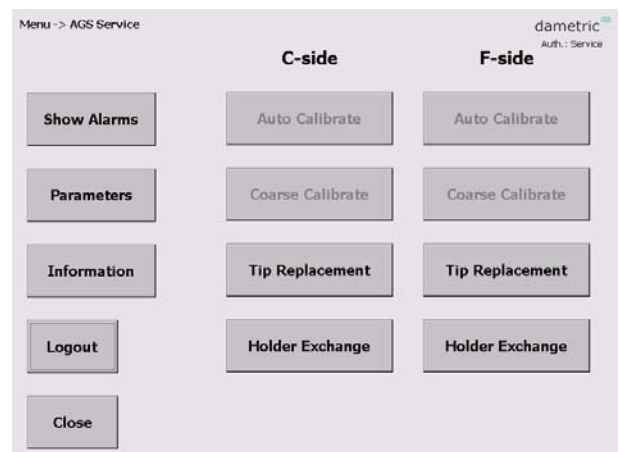 Menu -> AGS Service
dametric
Auth.: Service
C-side
F-side
Show Alarms
Auto Calibrate
Auto Calibrate
Parameters
Coarse Calibrate
Coarse Calibrate
Information
Tip Replacement
Tip Replacement
Logout
Holder Exchange
Holder Exchange
Close